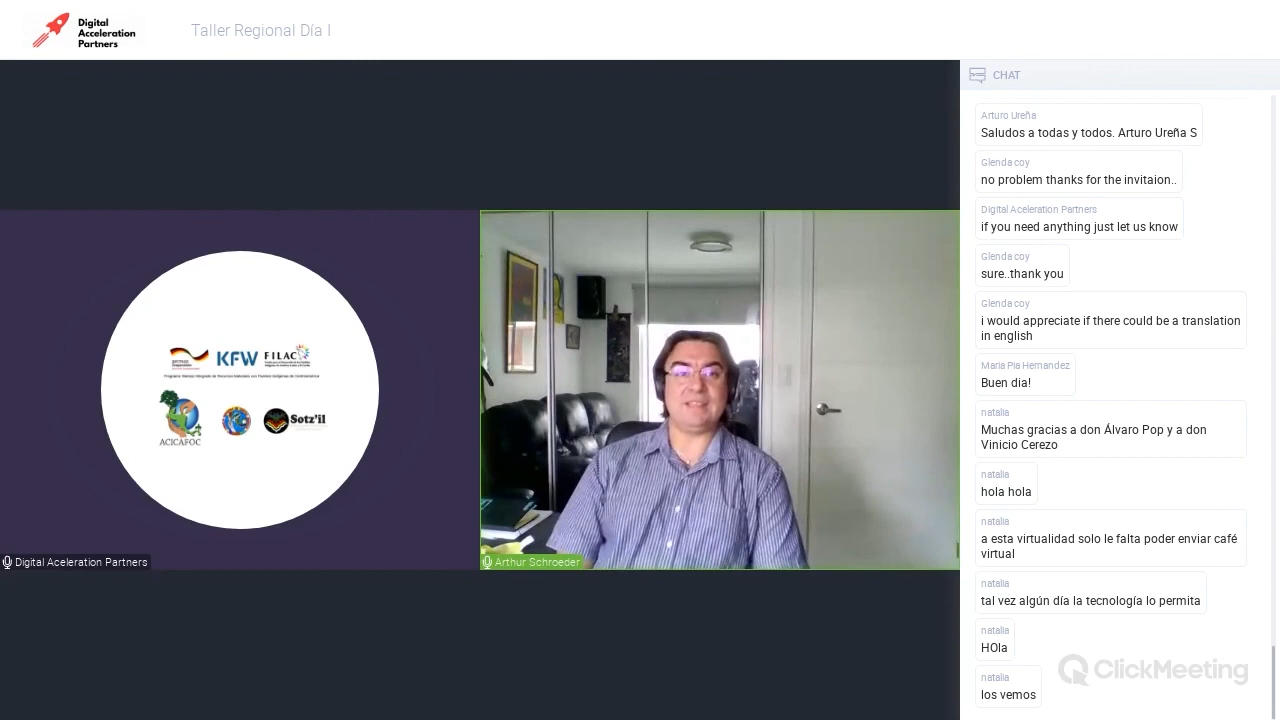 Digital
Acceleration
Partners
Taller Regional Día I
CHAT
KFW
FILAC
ACICAFOC
Sotz'il
Digital Aceleration Partners
Arthur Schroeder
Arturo Ureña
Saludos a todas y todos. Arturo Ureña S
Glenda coy
no problem thanks for the invitaion..
Digital Aceleration Partners
if you need anything just let us know
Glenda coy
sure..thank you
Glenda coy
i would appreciate if there could be a translation
in english
Maria Pia Hernandez
Buen dia!
natalia
Muchas gracias a don Álvaro Pop y a don
Vinicio Cerezo
natalia
hola hola
natalia
a esta virtualidad solo le falta poder enviar café
virtual
natalia
tal vez algún día la tecnología lo permita
natalia
HOla
natalia
los vemos
ClickMeeting